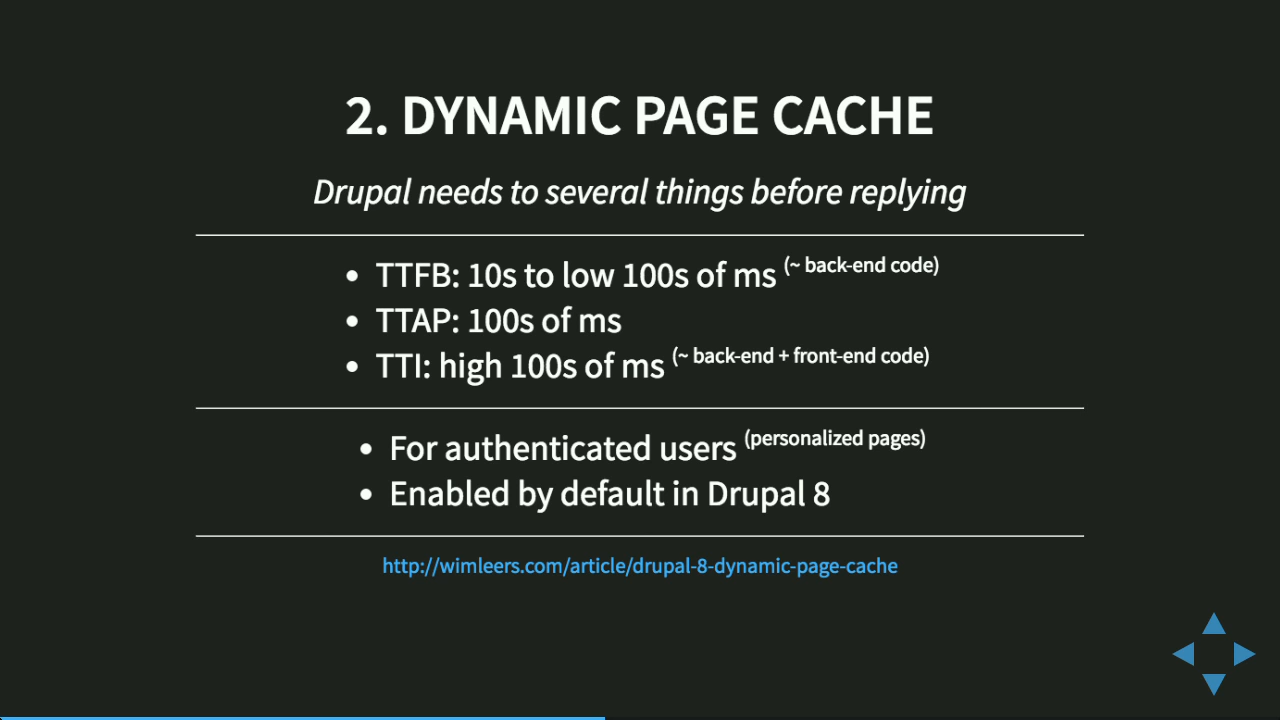 2. DYNAMIC PAGE CACHE
Drupal needs to several things before replying
• TTFB: 10s to low 100s of ms (~ back-end code)
• TTAP: 100s of ms
• TTI: high 100s of ms (~ back-end + front-end code)
• For authenticated users (personalized pages)
• Enabled by default in Drupal 8
http://wimleers.com/article/drupal-8-dynamic-page-cache